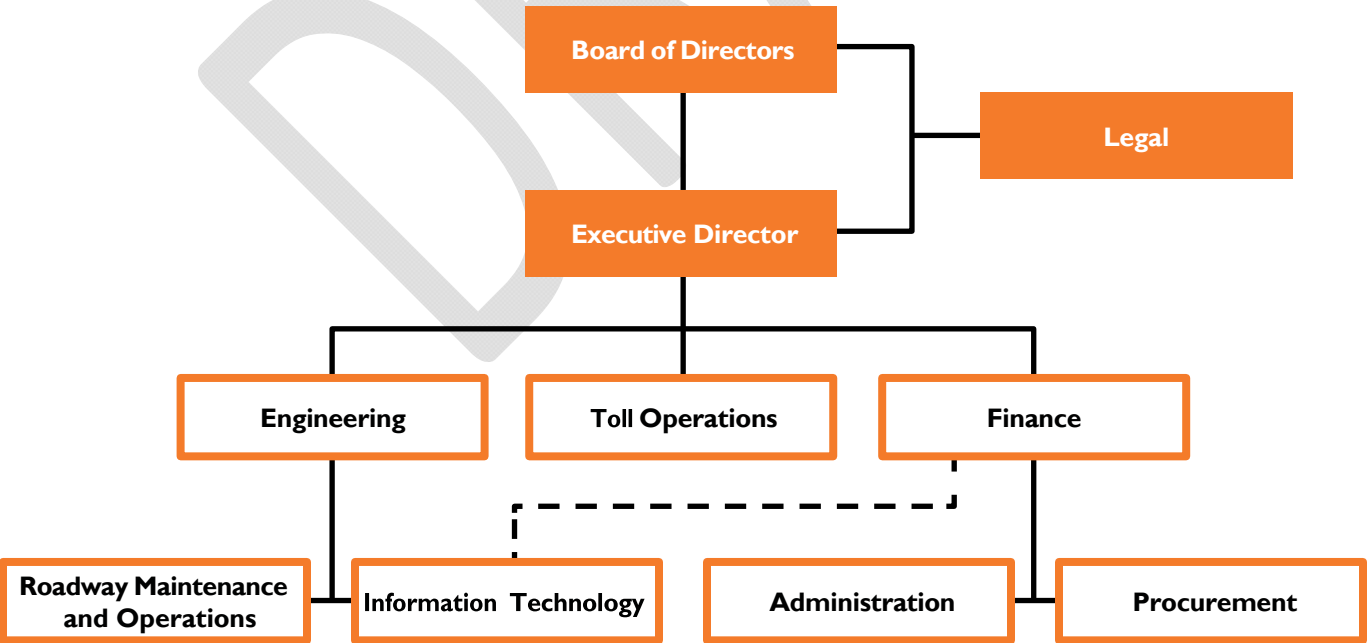 Board of Directors
Legal
Executive Director
Engineering
Toll Operations
Finance
Roadway Maintenance
and Operations
Information Technology
Administration
Procurement